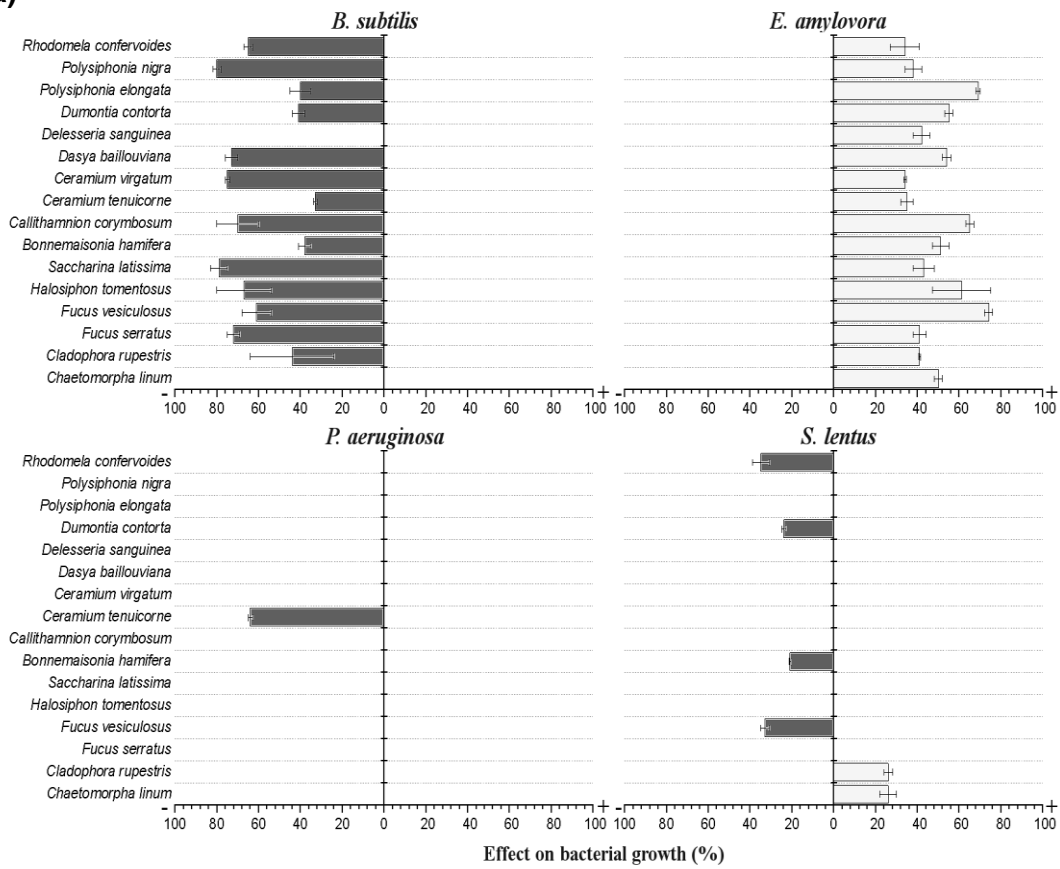 B. subtilis E. amylovora
Rhodomela confervoides
Polysiphonia nigra
Polysiphonia elongata
Dumontia contorta
Delesseria sanguinea
Dasya baillouviana
Ceramium virgatum
Ceramium tenuicorne
Callithamnion corymbosum
Bonnemaisonia hamifera
Saccharina latissima
Halosiphon tomentosus
Fucus vesiculosus
Fucus serratus
Cladophora rupestris
Chaetomorpha linum
- + - +
100 80 60 40 20 0 20 40 60 80 100 100 80 60 40 20 0 20 40 60 80 100
P. aeruginosa S. lentus
Rhodomela confervoides
Polysiphonia nigra
Polysiphonia elongata
Dumontia contorta
Delesseria sanguinea
Dasya baillouviana
Ceramium virgatum
Ceramium tenuicorne
Callithamnion corymbosum
Bonnemaisonia hamifera
Saccharina latissima
Halosiphon tomentosus
Fucus vesiculosus
Fucus serratus
Cladophora rupestris
Chaetomorpha linum
- + - +
100 80 60 40 20 0 20 40 60 80 100 100 80 60 40 20 0 20 40 60 80 100
Effect on bacterial growth (%)